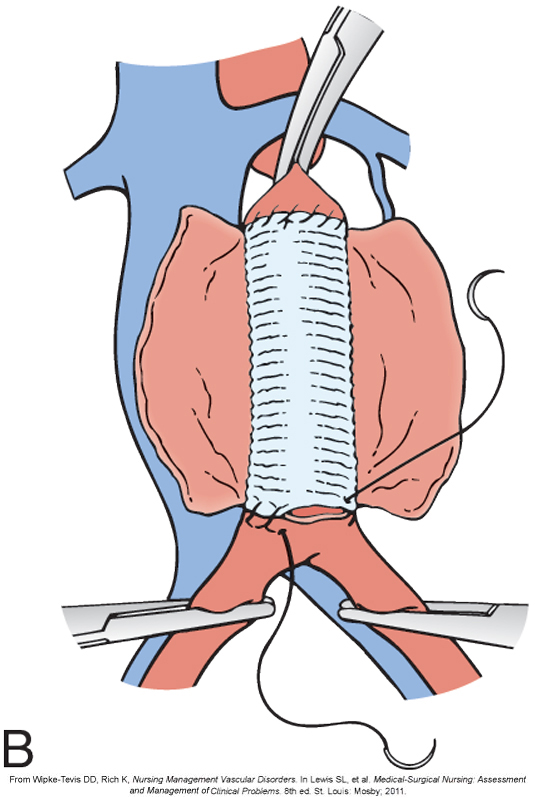 B
From Wipke-Tevis DD, Rich K, Nursing Management Vascular Disorders. In Lewis SL, et al. Medical-Surgical Nursing: Assessment
and Management of Clinical Problems. 8th ed. St. Louis: Mosby; 2011.